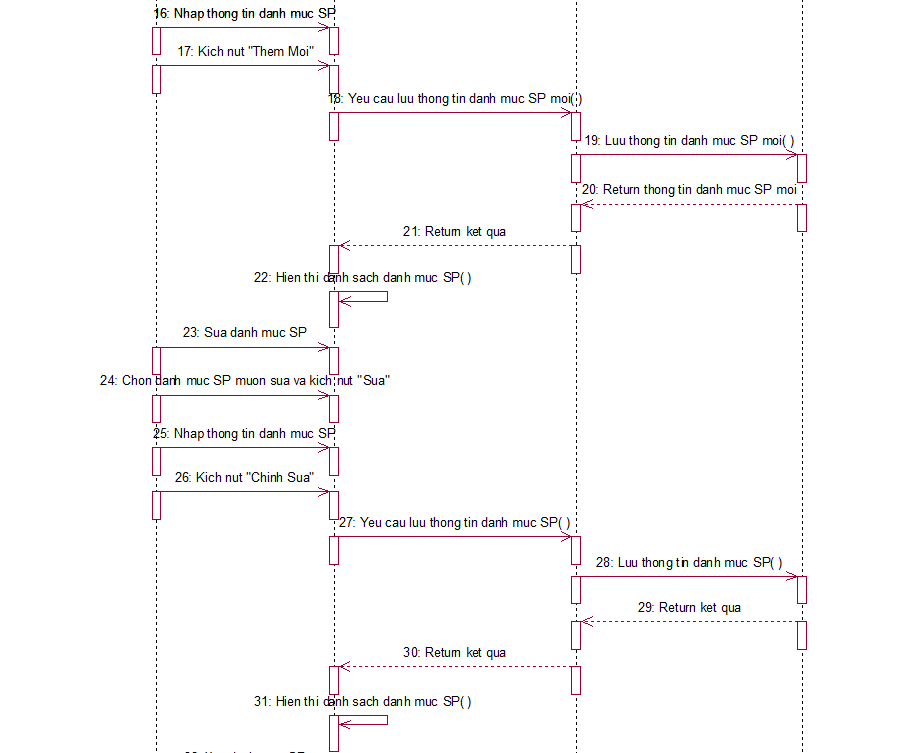 16: Nhap thong tin danh muc SP
17: Kich nut "Them Moi"
18: Yeu cau luu thong tin danh muc SP moi( )
19: Luu thong tin danh muc SP moi( )
20: Return thong tin danh muc SP moi
21: Return ket qua
22: Hien thi danh sach danh muc SP( )
23: Sua danh muc SP
24: Chon danh muc SP muon sua va kich nut "Sua"
25: Nhap thong tin danh muc SP
26: Kich nut "Chinh Sua"
27: Yeu cau luu thong tin danh muc SP( )
28: Luu thong tin danh muc SP( )
29: Return ket qua
30: Return ket qua
31: Hien thi danh sach danh muc SP( )